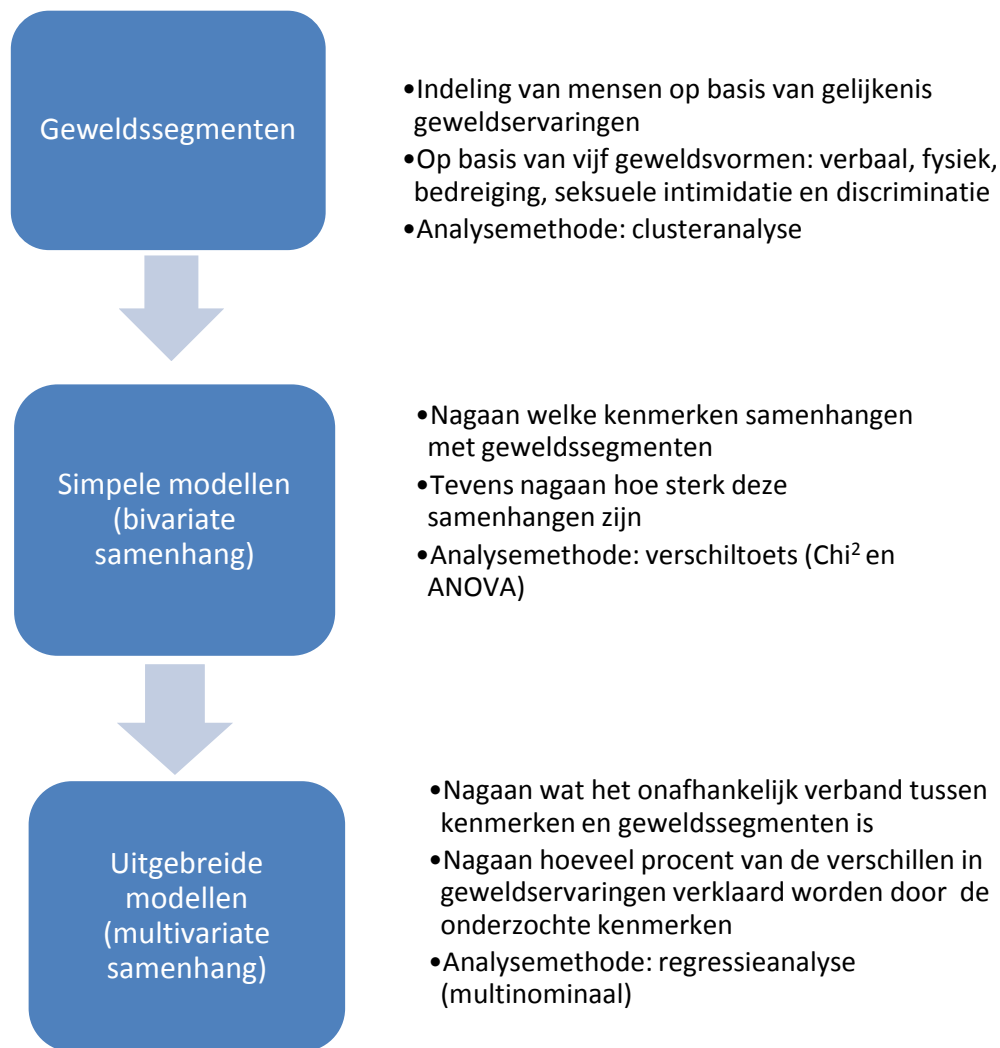 Geweldssegmenten
•Indeling van mensen op basis van gelijkenis
geweldservaringen
•Op basis van vijf geweldsvormen: verbaal, fysiek,
bedreiging, seksuele intimidatie en discriminatie
•Analysemethode: clusteranalyse
Simpele modellen
(bivariate
samenhang)
•Nagaan welke kenmerken samenhangen
met geweldssegmenten
•Tevens nagaan hoe sterk deze
samenhangen zijn
•Analysemethode: verschiltoets (Chi² en
ANOVA)
Uitgebreide
modellen
(multivariate
samenhang)
•Nagaan wat het onafhankelijk verband tussen
kenmerken en geweldssegmenten is
•Nagaan hoeveel procent van de verschillen in
geweldservaringen verklaard worden door de
onderzochte kenmerken
•Analysemethode: regressieanalyse
(multinominaal)